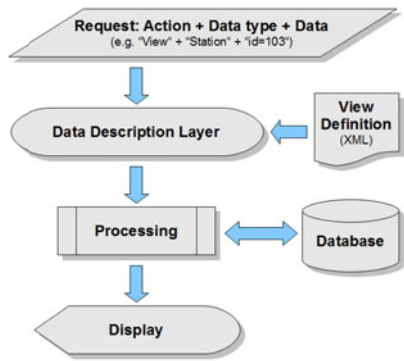 Request: Action + Data type + Data
(e.g. "View" + "Station" + "id=103")
Data Description Layer
View
Definition
(XML)
Processing
Database
Display